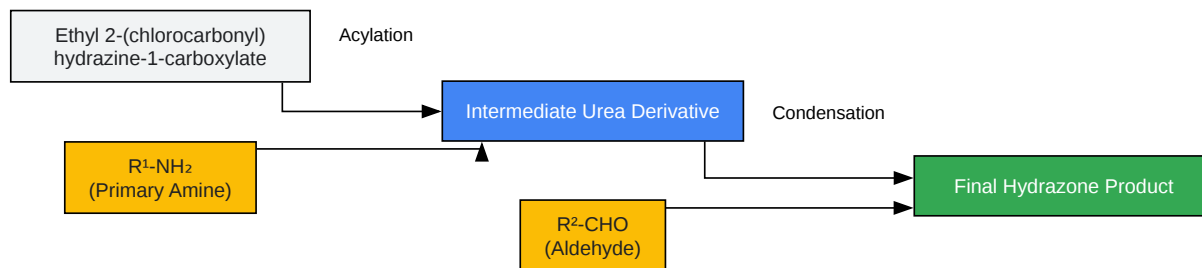 Ethyl 2-(chlorocarbonyl)
hydrazine-1-carboxylate
Acylation
Intermediate Urea Derivative
Condensation
R¹-NH₂
(Primary Amine)
Final Hydrazone Product
R²-CHO
(Aldehyde)